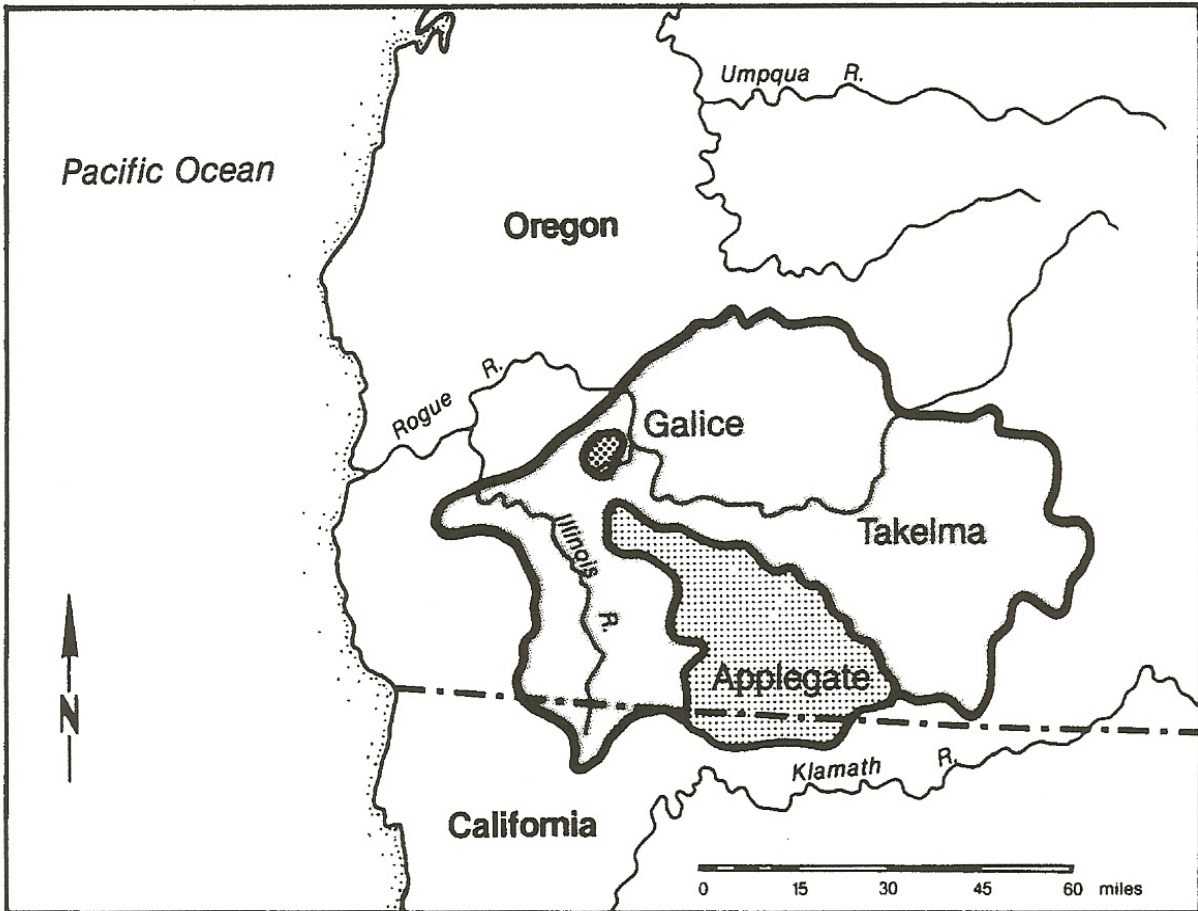 Umpqua R.
Pacific Ocean
Oregon
Rogue R.
Galice
Illinois R.
Takelma
N
Applegate
Klamath R.
California
0 15 30 45 60 miles